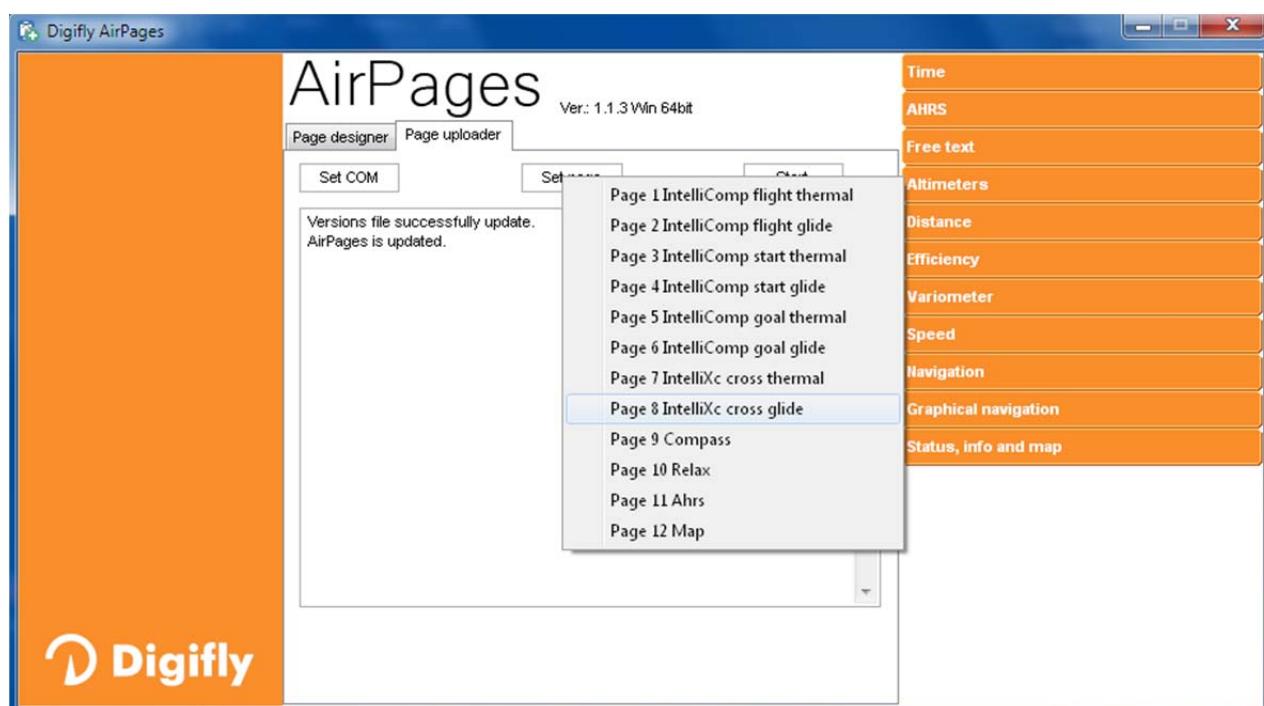 Digifly AirPages
AirPages
Ver.: 1.1.3 Win 64bit
Page designer
Page uploader
Set COM
Set
Versions file successfully update.
AirPages is updated.
Page 1 IntelliComp flight thermal
Page 2 IntelliComp flight glide
Page 3 IntelliComp start thermal
Page 4 IntelliComp start glide
Page 5 IntelliComp goal thermal
Page 6 IntelliComp goal glide
Page 7 IntelliXc cross thermal
Page 8 IntelliXc cross glide
Page 9 Compass
Page 10 Relax
Page 11 Ahrs
Page 12 Map
Time
AHRS
Free text
Altimeters
Distance
Efficiency
Variometer
Speed
Navigation
Graphical navigation
Status, info and map
Digifly